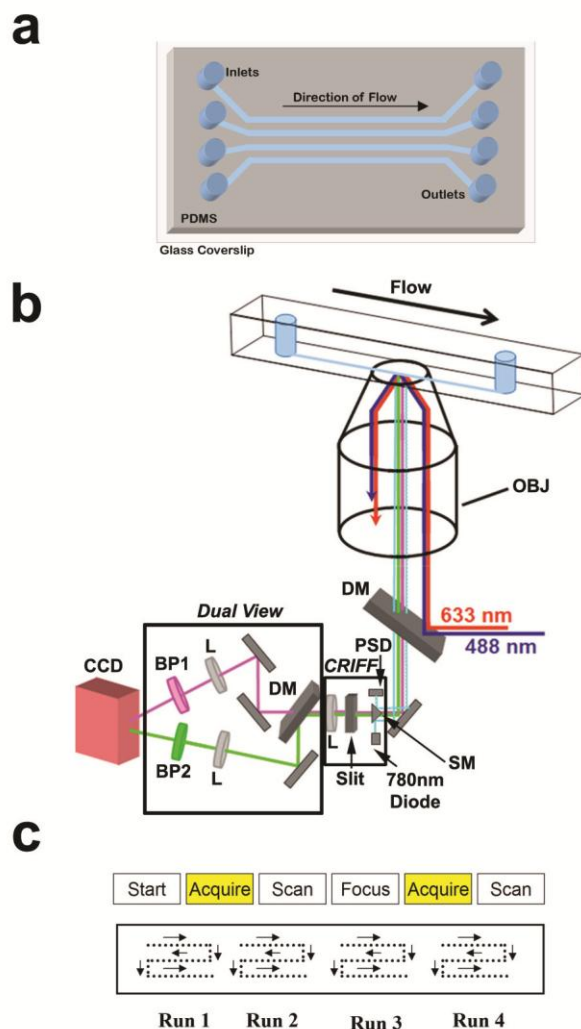 a
Inlets
Direction of Flow
Outlets
PDMS
Glass Coverslip
b
Flow
OBJ
DM
633 nm
488 nm
Dual View
CCD
BP1
L
DM
CRIFF
PSD
BP2
L
L
Slit
780nm
Diode
SM
c
Start Acquire Scan Focus Acquire Scan
Run 1 Run 2 Run 3 Run 4